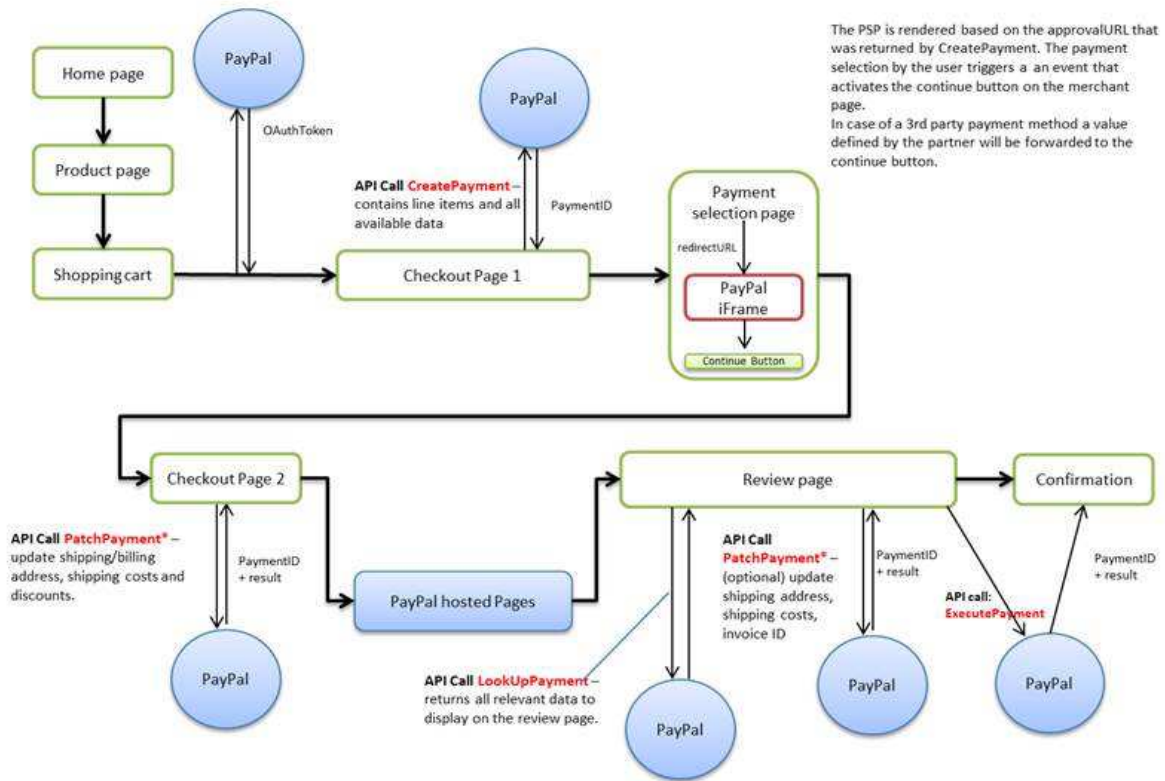 Home page
Product page
Shopping cart
PayPal
OAuthToken
PayPal
API Call CreatePayment –
contains line items and all
available data
PaymentID
Checkout Page 1
Payment
selection page
redirectURL
PayPal
iFrame
Continue Button
The PSP is rendered based on the approvalURL that
was returned by CreatePayment. The payment
selection by the user triggers a an event that
activates the continue button on the merchant
page.
In case of a 3rd party payment method a value
defined by the partner will be forwarded to the
continue button.
Checkout Page 2
API Call PatchPayment* –
update shipping/billing
address, shipping costs and
discounts.
PaymentID
+ result
PayPal
PayPal hosted Pages
Review page
API Call LookUpPayment –
returns all relevant data to
display on the review page.
PayPal
API Call
PatchPayment* –
(optional) update
shipping address,
shipping costs,
invoice ID
PaymentID
+ result
PayPal
API call:
ExecutePayment
PayPal
PaymentID
+ result
Confirmation